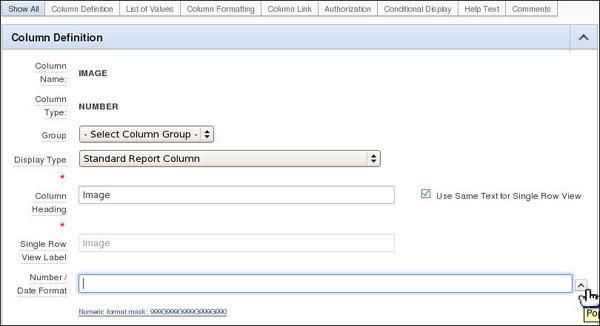 Show All Column Definition List of Values Column Formatting Column Link Authorization Conditional Display Help Text Comments
Column Definition
Column Name: IMAGE
Column Type: NUMBER
Group - Select Column Group -
Display Type Standard Report Column
*
Column Heading Image Use Same Text for Single Row View
*
Single Row View Label Image
Number / Date Format
Numeric format mask: 999G999G999G999G990